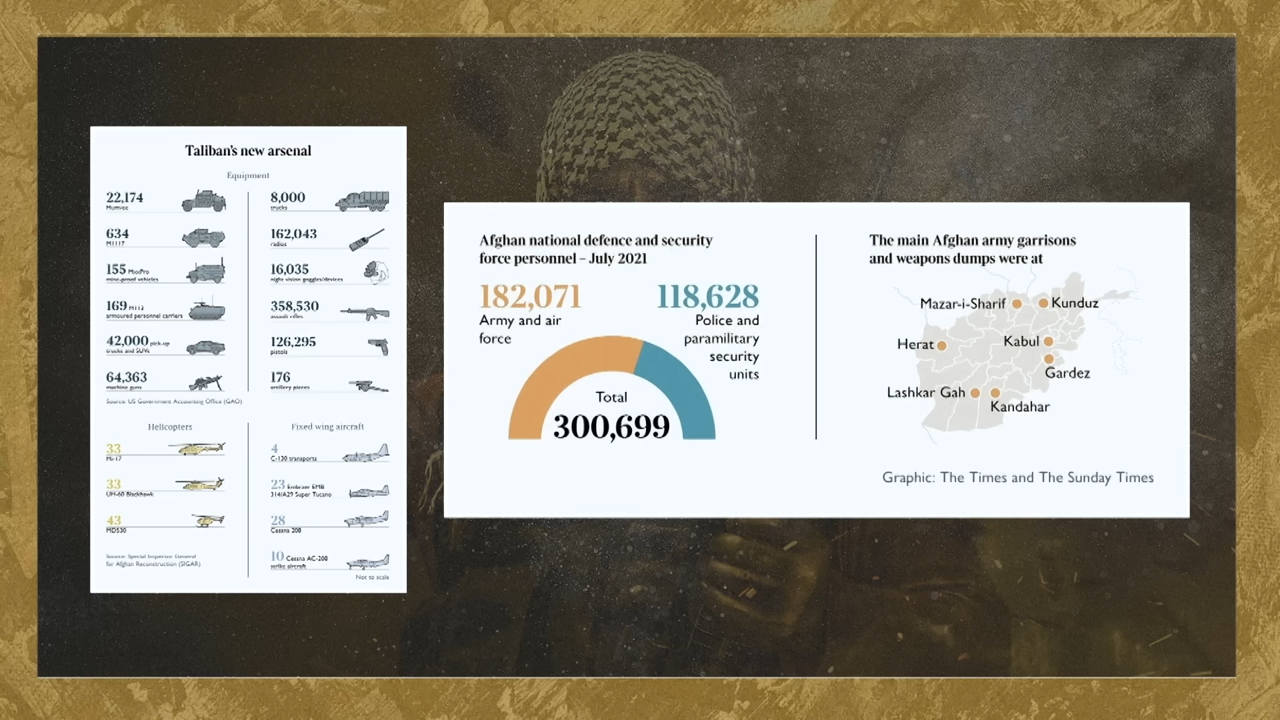 Taliban's new arsenal
Equipment
22,174
Humvee
634
M1117
155 MaxxPro
mine-proof vehicles
169 M113
armoured personnel carriers
42,000 pick-up
trucks and SUVs
64,363
machine guns
8,000
trucks
162,043
radios
16,035
night vision goggles/devices
358,530
assault rifles
126,295
pistols
176
artillery pieces
Source: US Government Accounting Office (GAO)
Helicopters
33
Mi-17
33
UH-60 Blackhawk
43
MD530
Source: Special Inspector General
for Afghan Reconstruction (SIGAR)
Fixed wing aircraft
4
C-130 transports
23 Embraer EMB
314/A29 Super Tucano
28
Cessna 208
10 Cessna AC-208
strike aircraft
Not to scale
Afghan national defence and security
force personnel – July 2021
182,071
Army and air
force
118,628
Police and
paramilitary
security
units
Total
300,699
The main Afghan army garrisons
and weapons dumps were at
Mazar-i-Sharif
Kunduz
Herat
Kabul
Gardez
Lashkar Gah
Kandahar
Graphic: The Times and The Sunday Times